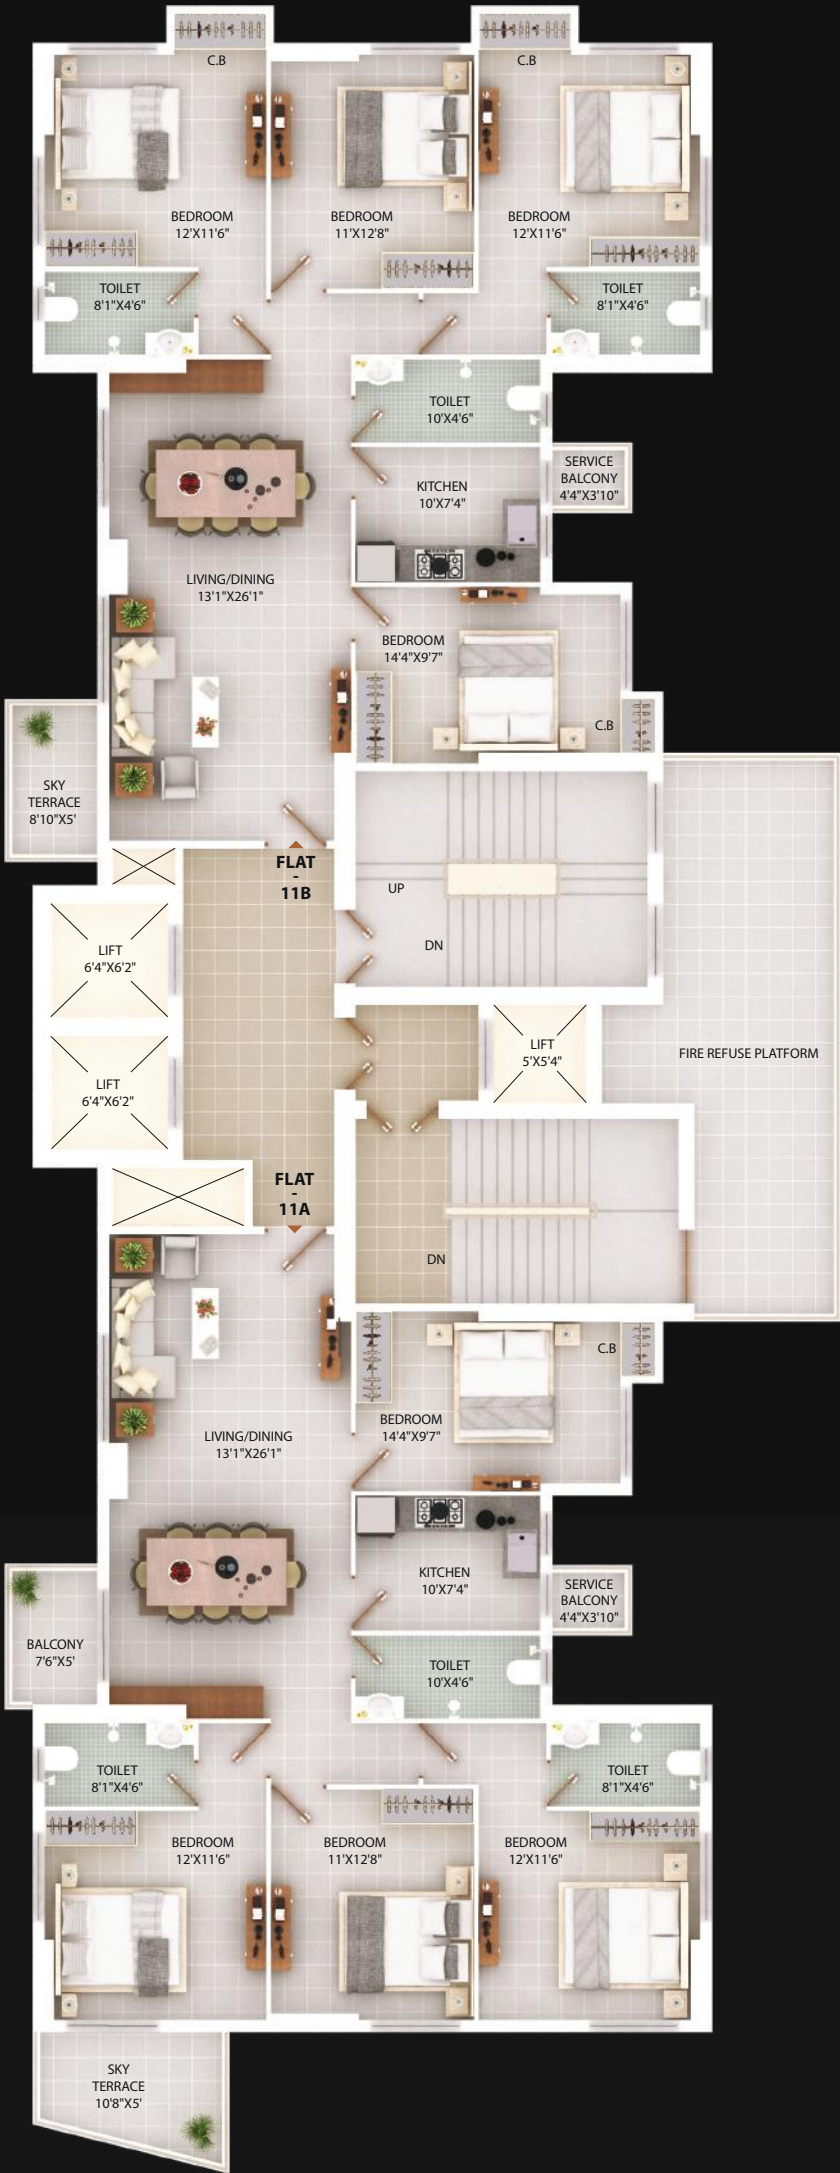 C.B
C.B
BEDROOM
12'X11'6"
BEDROOM
11'X12'8"
BEDROOM
12'X11'6"
TOILET
8'1"X4'6"
TOILET
8'1"X4'6"
TOILET
10'X4'6"
KITCHEN
10'X7'4"
SERVICE
BALCONY
4'4"X3'10"
LIVING/DINING
13'1"X26'1"
BEDROOM
14'4"X9'7"
C.B
SKY
TERRACE
8'10"X5'
FLAT
-
11B
UP
DN
LIFT
6'4"X6'2"
LIFT
5'X5'4"
FIRE REFUSE PLATFORM
LIFT
6'4"X6'2"
FLAT
-
11A
DN
C.B
BEDROOM
14'4"X9'7"
LIVING/DINING
13'1"X26'1"
KITCHEN
10'X7'4"
SERVICE
BALCONY
4'4"X3'10"
BALCONY
7'6"X5'
TOILET
10'X4'6"
TOILET
8'1"X4'6"
TOILET
8'1"X4'6"
BEDROOM
12'X11'6"
BEDROOM
11'X12'8"
BEDROOM
12'X11'6"
SKY
TERRACE
10'8"X5'